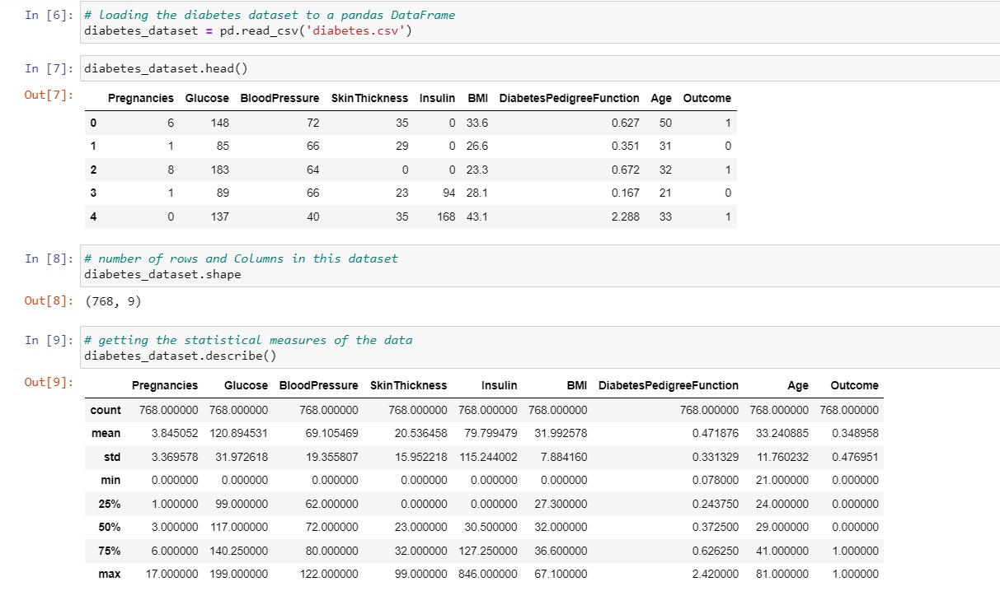 In [6]: # loading the diabetes dataset to a pandas DataFrame
diabetes_dataset = pd.read_csv('diabetes.csv')
In [7]: diabetes_dataset.head()
Out[7]:
Pregnancies Glucose BloodPressure SkinThickness Insulin BMI DiabetesPedigreeFunction Age Outcome
0 6 148 72 35 0 33.6 0.627 50 1
1 1 85 66 29 0 26.6 0.351 31 0
2 8 183 64 0 0 23.3 0.672 32 1
3 1 89 66 23 94 28.1 0.167 21 0
4 0 137 40 35 168 43.1 2.288 33 1
In [8]: # number of rows and Columns in this dataset
diabetes_dataset.shape
Out[8]: (768, 9)
In [9]: # getting the statistical measures of the data
diabetes_dataset.describe()
Out[9]:
Pregnancies Glucose BloodPressure SkinThickness Insulin BMI DiabetesPedigreeFunction Age Outcome
count 768.000000 768.000000 768.000000 768.000000 768.000000 768.000000 768.000000 768.000000 768.000000
mean 3.845052 120.894531 69.105469 20.536458 79.799479 31.992578 0.471876 33.240885 0.348958
std 3.369578 31.972618 19.355807 15.952218 115.244002 7.884160 0.331329 11.760232 0.476951
min 0.000000 0.000000 0.000000 0.000000 0.000000 0.000000 0.078000 21.000000 0.000000
25% 1.000000 99.000000 62.000000 0.000000 0.000000 27.300000 0.243750 24.000000 0.000000
50% 3.000000 117.000000 72.000000 23.000000 30.500000 32.000000 0.372500 29.000000 0.000000
75% 6.000000 140.250000 80.000000 32.000000 127.250000 36.600000 0.626250 41.000000 1.000000
max 17.000000 199.000000 122.000000 99.000000 846.000000 67.100000 2.420000 81.000000 1.000000